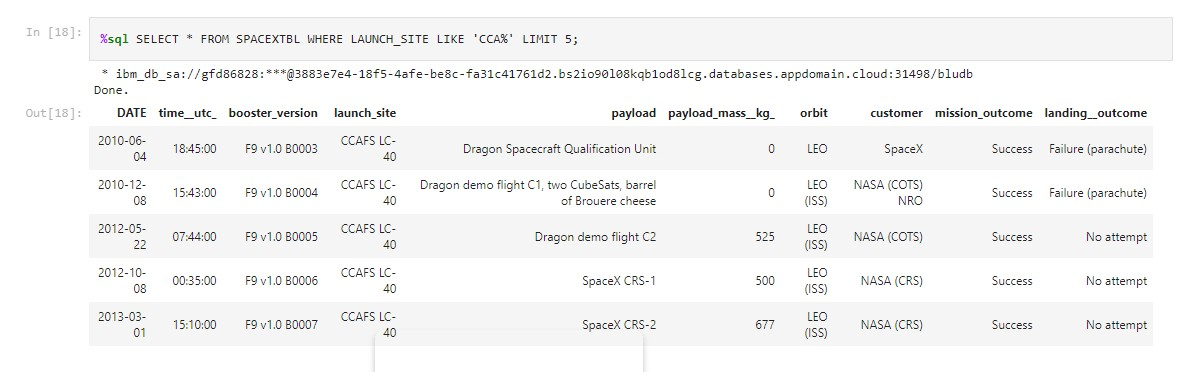 In [18]:
%sql SELECT * FROM SPACEXTBL WHERE LAUNCH_SITE LIKE 'CCA%' LIMIT 5;
* ibm_db_sa://gfd86828:***@3883e7e4-18f5-4afe-be8c-fa31c41761d2.bs2io90l08kqb1od8lcg.databases.appdomain.cloud:31498/bludb
Done.
Out[18]:
DATE time__utc_ booster_version launch_site payload payload_mass__kg_ orbit customer mission_outcome landing__outcome
2010-06-04 18:45:00 F9 v1.0 B0003 CCAFS LC-40 Dragon Spacecraft Qualification Unit 0 LEO SpaceX Success Failure (parachute)
2010-12-08 15:43:00 F9 v1.0 B0004 CCAFS LC-40 Dragon demo flight C1, two CubeSats, barrel of Brouere cheese 0 LEO (ISS) NASA (COTS) NRO Success Failure (parachute)
2012-05-22 07:44:00 F9 v1.0 B0005 CCAFS LC-40 Dragon demo flight C2 525 LEO (ISS) NASA (COTS) Success No attempt
2012-10-08 00:35:00 F9 v1.0 B0006 CCAFS LC-40 SpaceX CRS-1 500 LEO (ISS) NASA (CRS) Success No attempt
2013-03-01 15:10:00 F9 v1.0 B0007 CCAFS LC-40 SpaceX CRS-2 677 LEO (ISS) NASA (CRS) Success No attempt